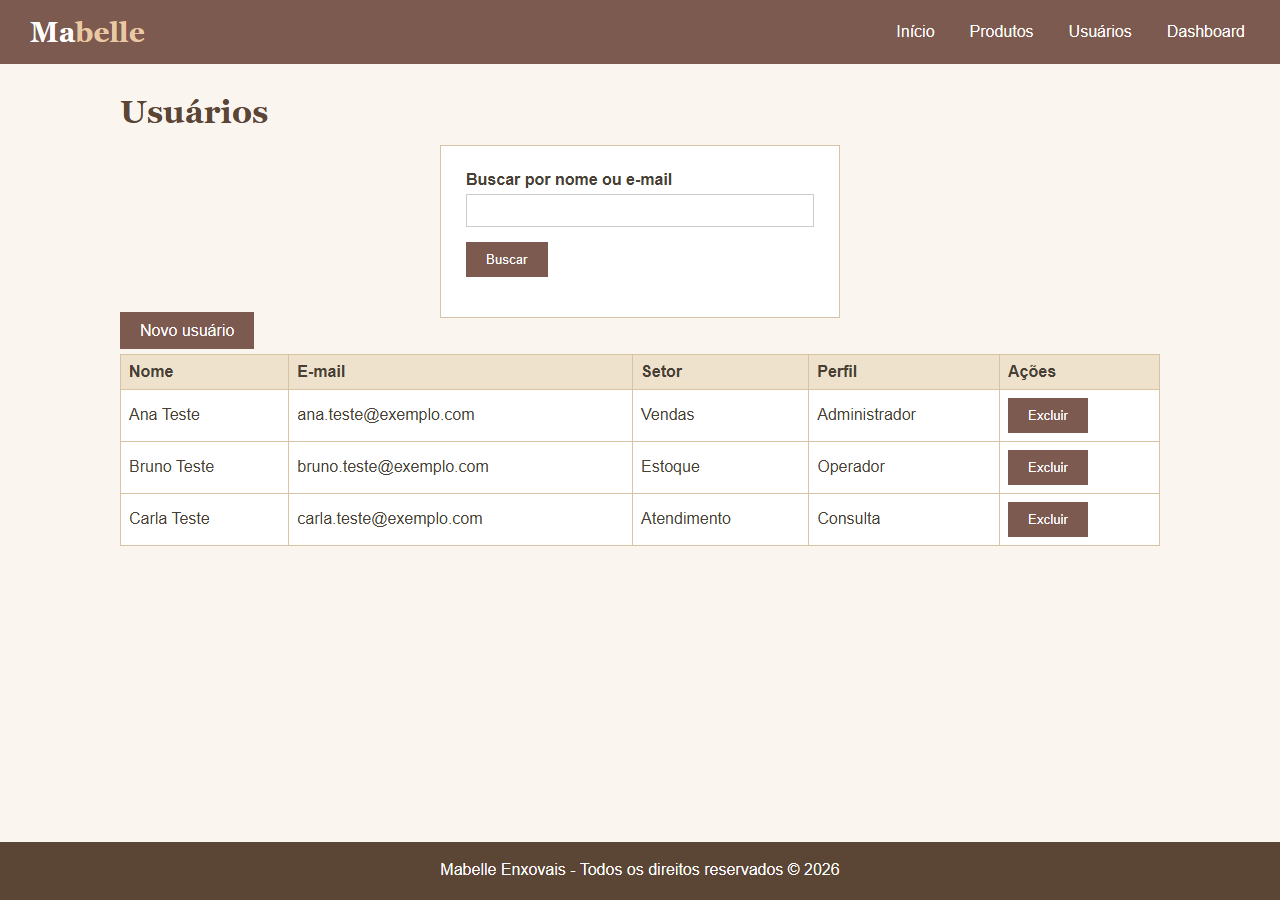 Mabelle Início Produtos Usuários Dashboard
Usuários
Buscar por nome ou e-mail
Buscar
Novo usuário
Nome E-mail Setor Perfil Ações
Ana Teste ana.teste@exemplo.com Vendas Administrador Excluir
Bruno Teste bruno.teste@exemplo.com Estoque Operador Excluir
Carla Teste carla.teste@exemplo.com Atendimento Consulta Excluir
Mabelle Enxovais - Todos os direitos reservados © 2026